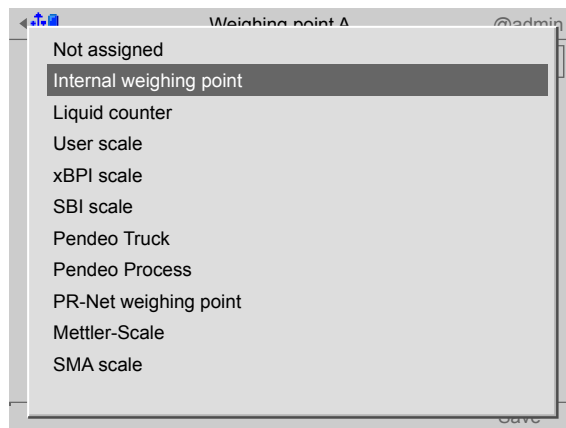 Weighing point A @admin
Not assigned
Internal weighing point
Liquid counter
User scale
xBPI scale
SBI scale
Pendeo Truck
Pendeo Process
PR-Net weighing point
Mettler-Scale
SMA scale
Save